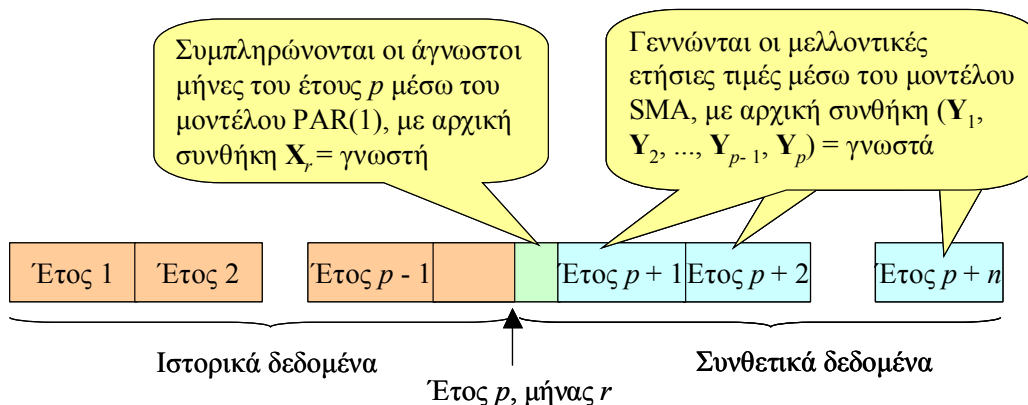 Συμπληρώνονται οι άγνωστοι
μήνες του έτους p μέσω του
μοντέλου PAR(1), με αρχική
συνθήκη Xr = γνωστή
Γεννώνται οι μελλοντικές
ετήσιες τιμές μέσω του μοντέλου
SMA, με αρχική συνθήκη (Y1,
Y2, ..., Yp- 1, Yp) = γνωστά
Έτος 1 Έτος 2 Έτος p - 1 Έτος p + 1 Έτος p + 2 Έτος p + n
Ιστορικά δεδομένα Συνθετικά δεδομένα
Έτος p, μήνας r